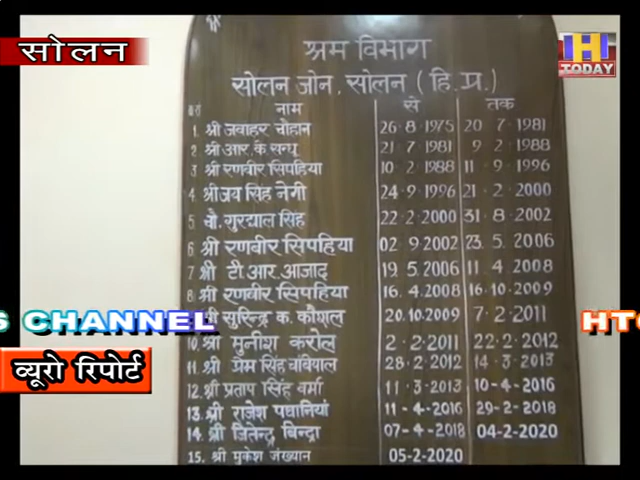 सोलन
HI
TODAY
श्रम विभाग
सोलन जोन, सोलन (हि.प्र.)
नाम से तक
1. श्री जवाहर चौहान 26·8·1975 20·7·1981
2 श्री आर. के सन्धु 21·7·1981 9·2·1988
3 श्री रणवीर सिपहिया 10·2·1988 11·9·1996
4. श्री जय सिंह नेगी 24·9·1996 21·2·2000
5 चौ. गुरदयाल सिंह 22·2·2000 31·8·2002
6. श्री रणवीर सिपहिया 02·9·2002 23.5.2006
7 श्री टी.आर. आजाद 19.5.2006 11·4·2008
8 श्री रणवीर सिपहिया 16.4.2008 16·10·2009
श्री सुरिन्द्र क. कौशल 20.10.2009 7·2·2011
10. श्री मुनीश करोल 2·2·2011 22·2·2012
11. श्री प्रेम सिंह 28·2·2012 14·3·2013
12. श्री प्रताप सिंह वर्मा 11·3·2013 10-4-2016
13. श्री राजेश पधानियां 11-4-2016 29-2-2018
14. श्री जितेन्द्र बिन्द्रा 07-4-2018 04-2-2020
15. श्री मुकेश 05-2-2020
S CHANNEL
HTO
ब्यूरो रिपोर्ट